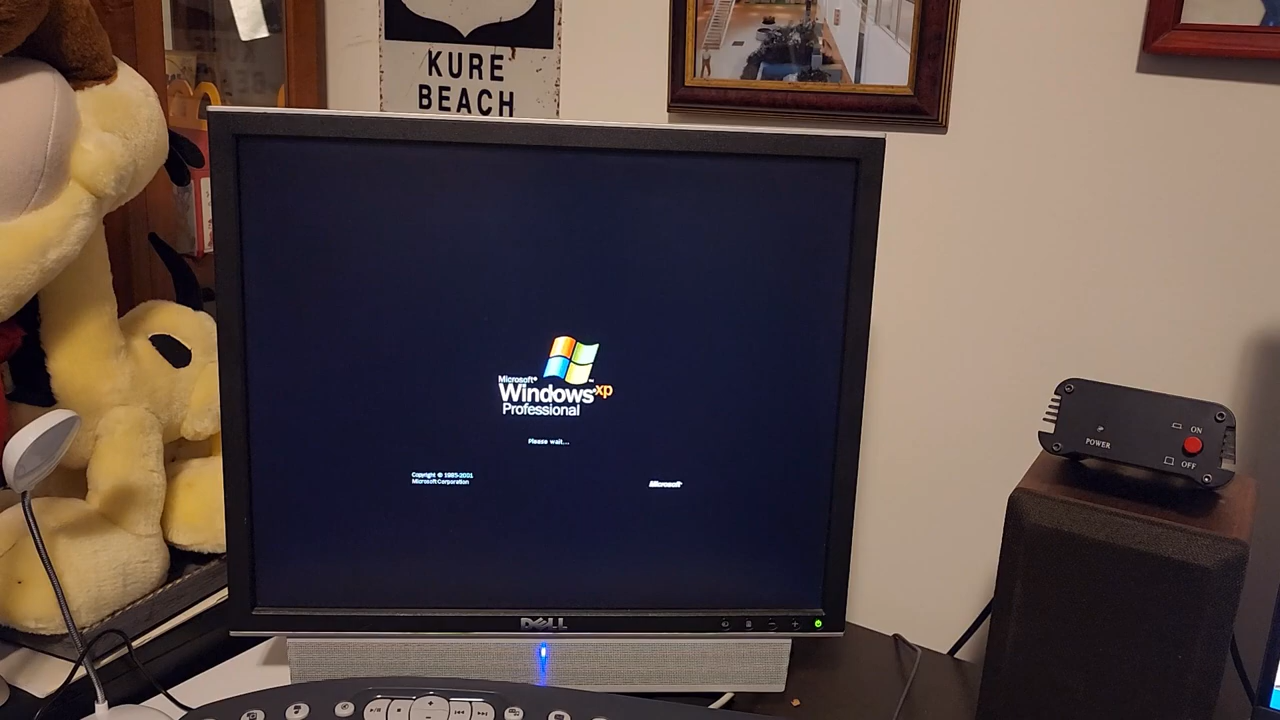 KURE
BEACH
Microsoft®
Windows xp
Professional
Please wait...
Copyright © 1985-2001
Microsoft Corporation
Microsoft
DELL
POWER
ON
OFF